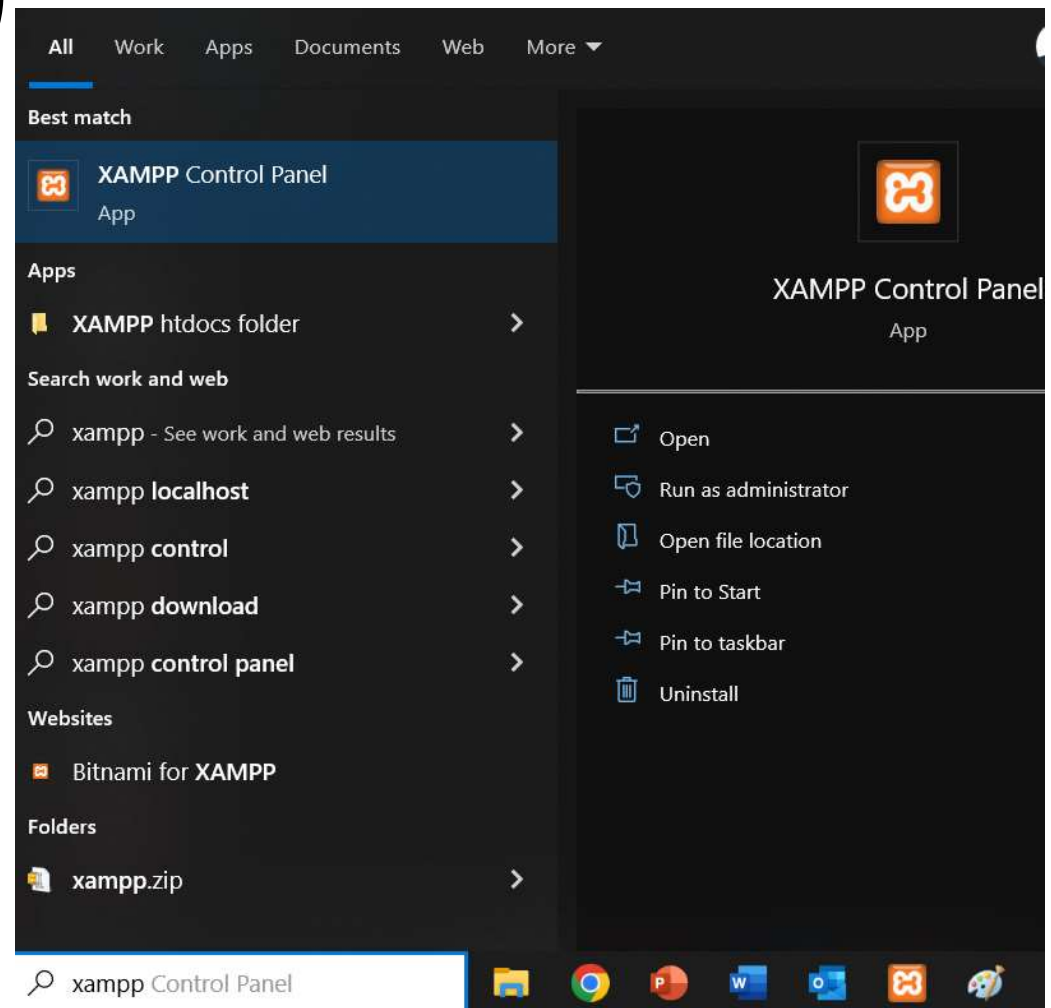 All Work Apps Documents Web More
Best match
XAMPP Control Panel
App
Apps
XAMPP htdocs folder
Search work and web
xampp - See work and web results
xampp localhost
xampp control
xampp download
xampp control panel
Websites
Bitnami for XAMPP
Folders
xampp.zip
XAMPP Control Panel
App
Open
Run as administrator
Open file location
Pin to Start
Pin to taskbar
Uninstall
xampp Control Panel